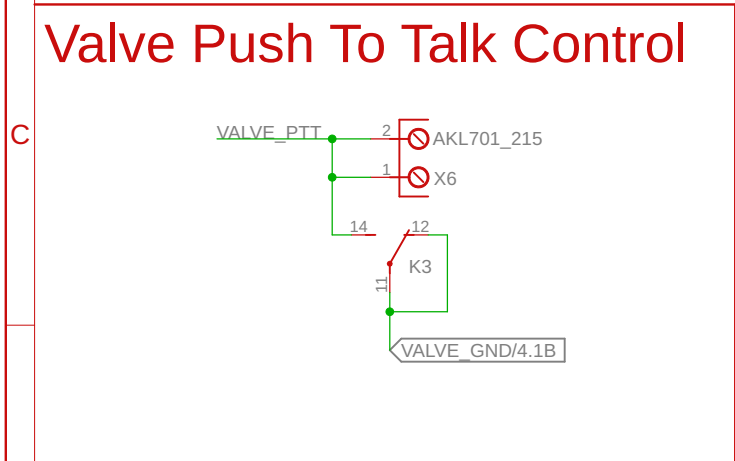 Valve Push To Talk Control
C
VALVE_PTT
2
AKL701_215
1
X6
14
12
K3
11
VALVE_GND/4.1B